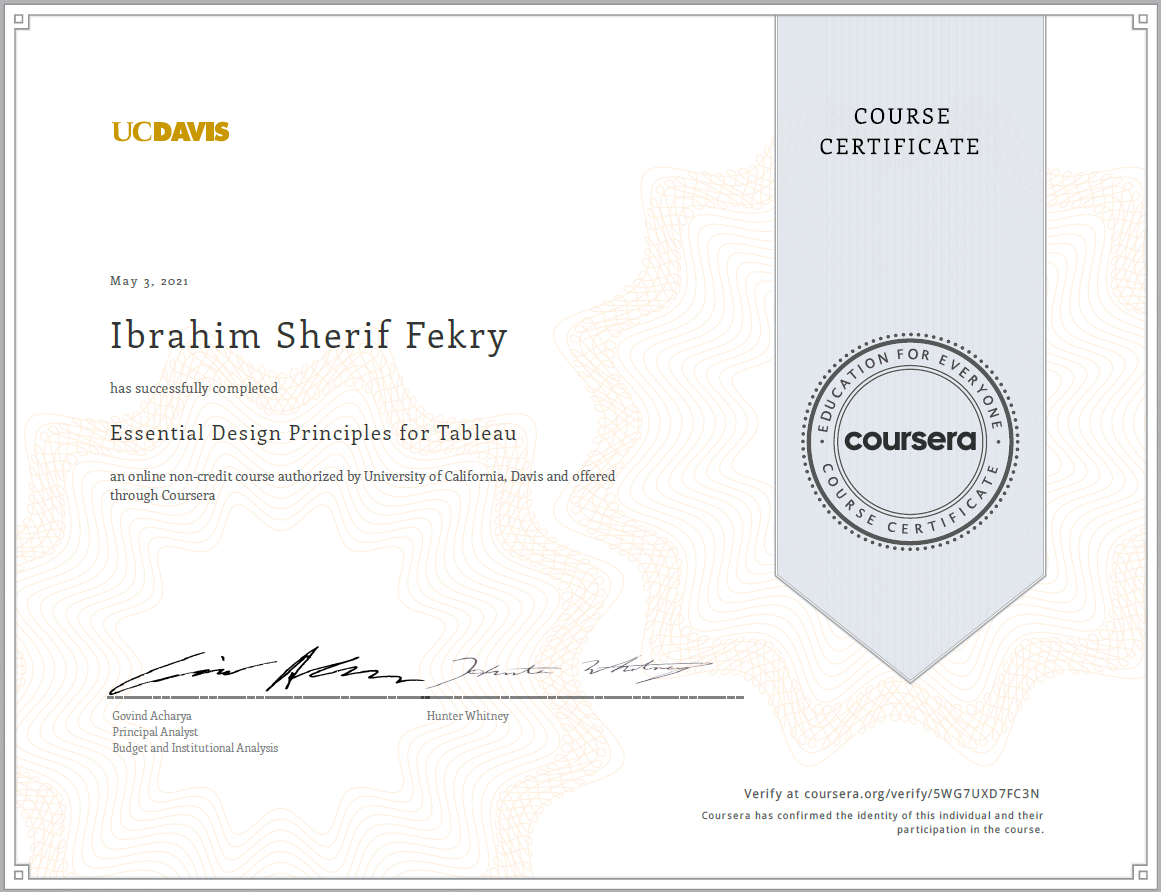 UCDAVIS
COURSE
CERTIFICATE
May 3, 2021
Ibrahim Sherif Fekry
has successfully completed
Essential Design Principles for Tableau
an online non-credit course authorized by University of California, Davis and offered
through Coursera
EDUCATION FOR EVERYONE
coursera
COURSE CERTIFICATE
Hunter Whitney
Govind Acharya
Principal Analyst
Budget and Institutional Analysis
Hunter Whitney
Verify at coursera.org/verify/5WG7UXD7FC3N
Coursera has confirmed the identity of this individual and their
participation in the course.